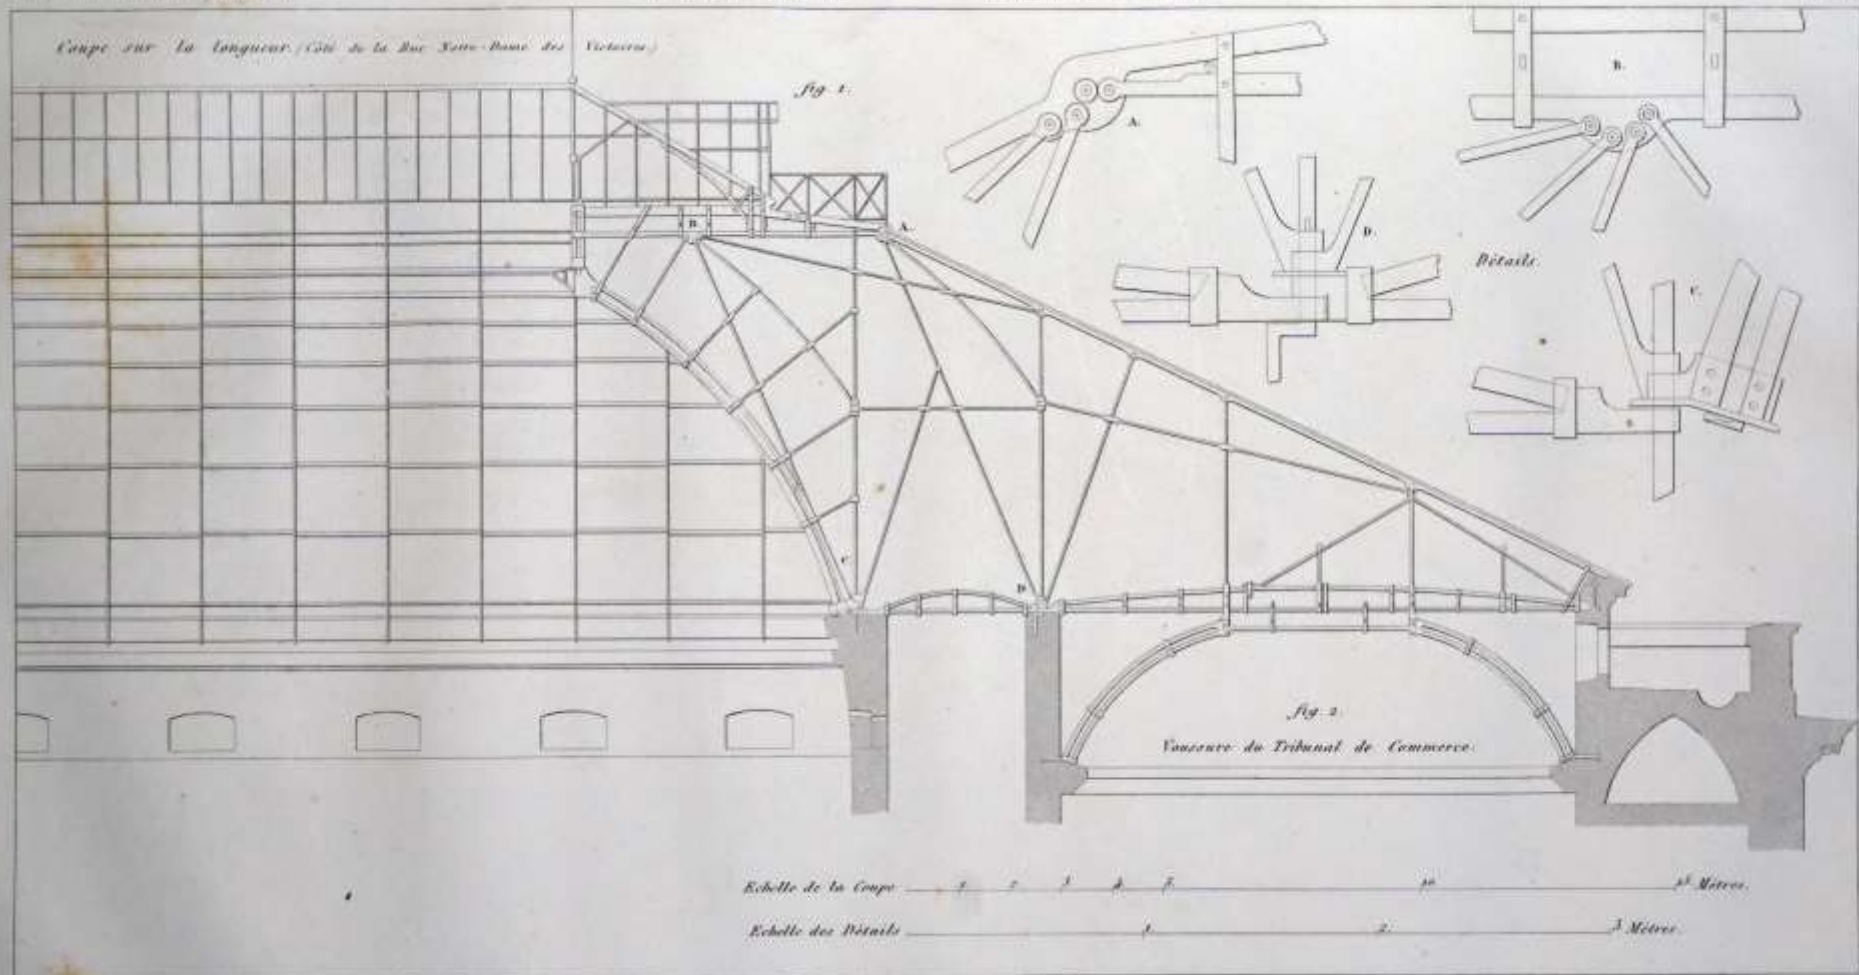 Coupe sur la longueur. (Côté de la Rue Notre-Dame des Victoires.)
fig. 1.
A.
B.
D.
Détails.
C.
B.
A.
C
D
fig. 2.
Voussure du Tribunal de Commerce.
Echelle de la Coupe 1 2 3 4 5 10 15 Mètres.
Echelle des Détails 1 2 3 Mètres.